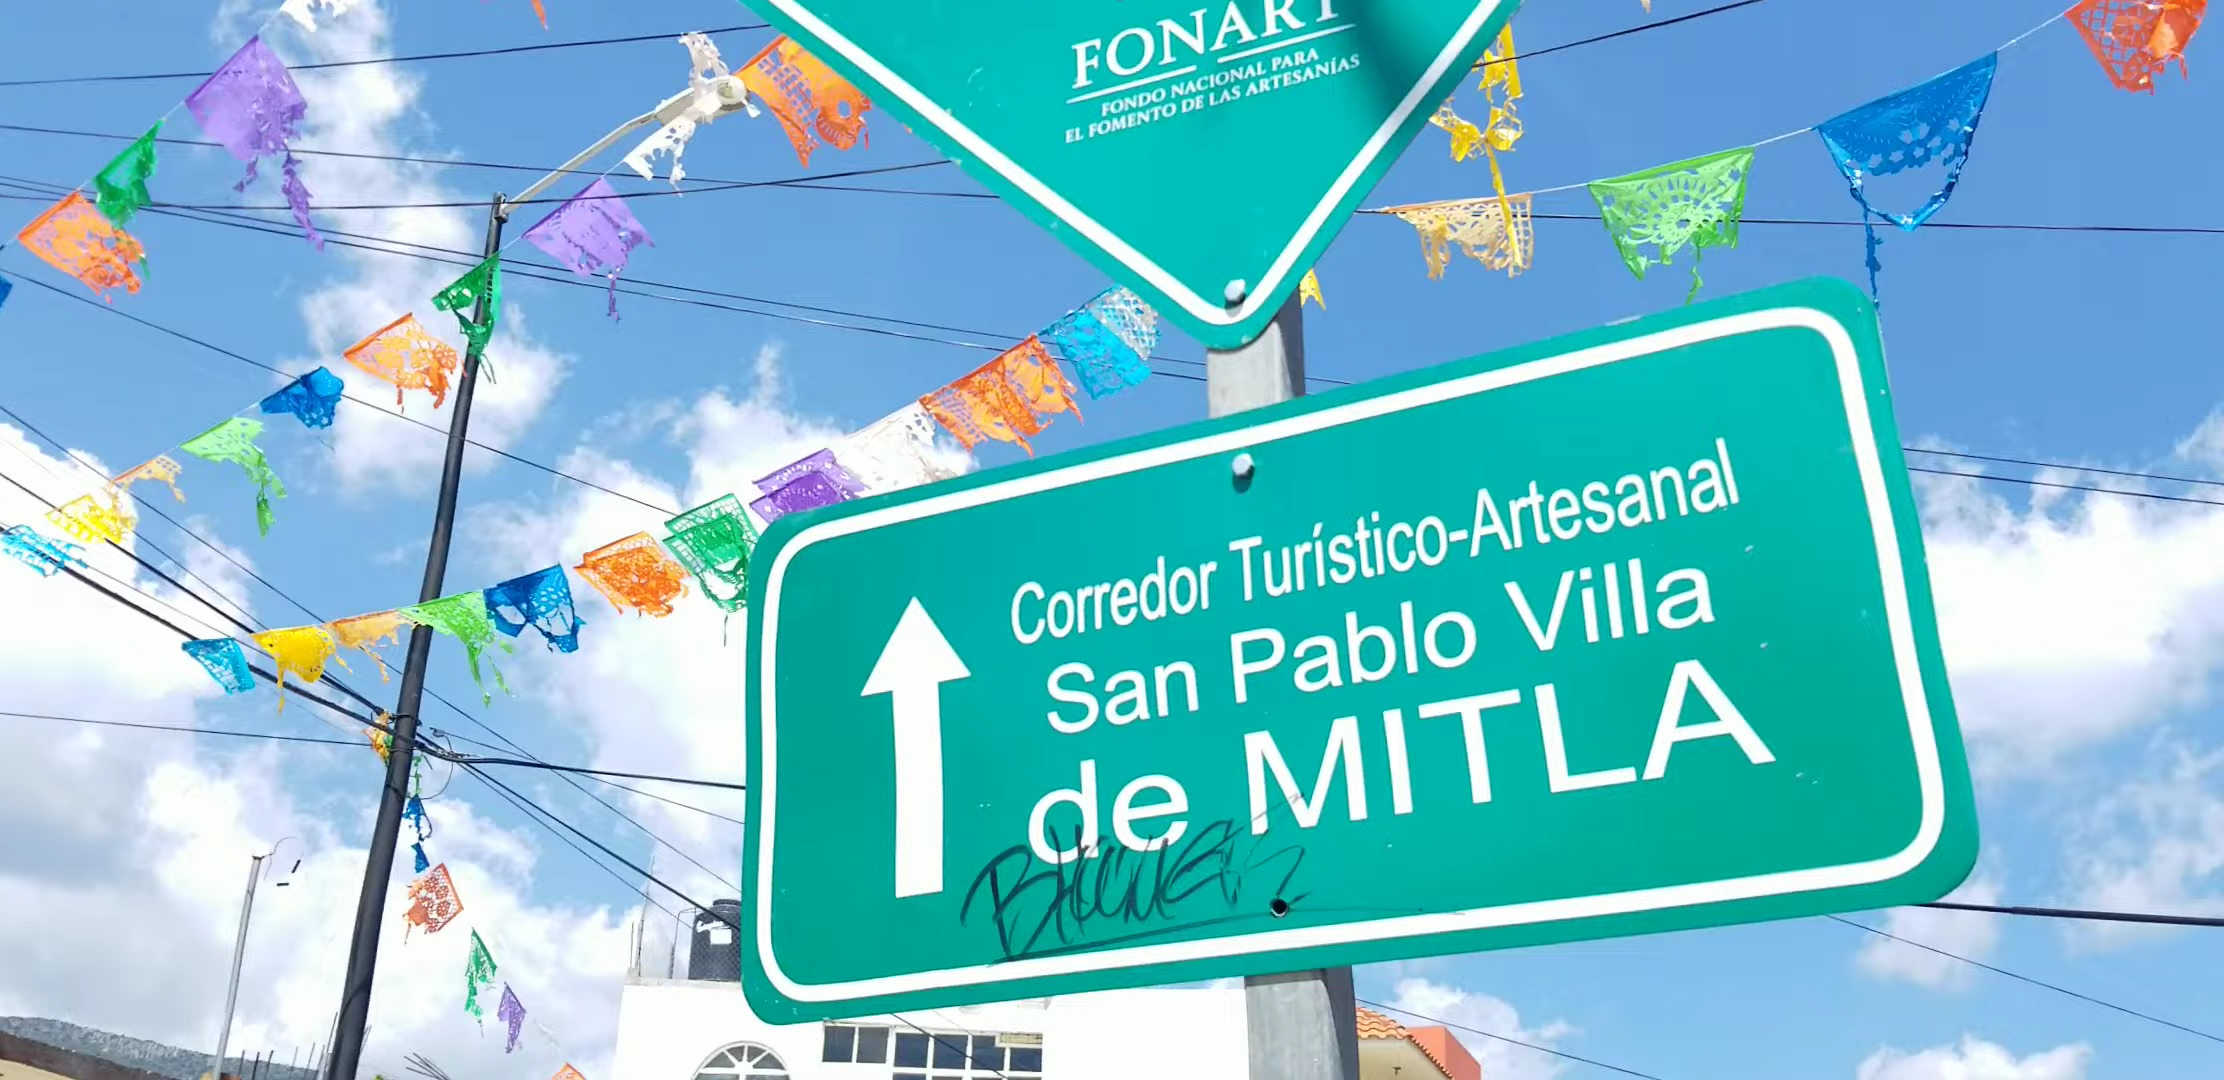 FONART
FONDO NACIONAL PARA
EL FOMENTO DE LAS ARTESANÍAS
Corredor Turístico-Artesanal
San Pablo Villa
de MITLA